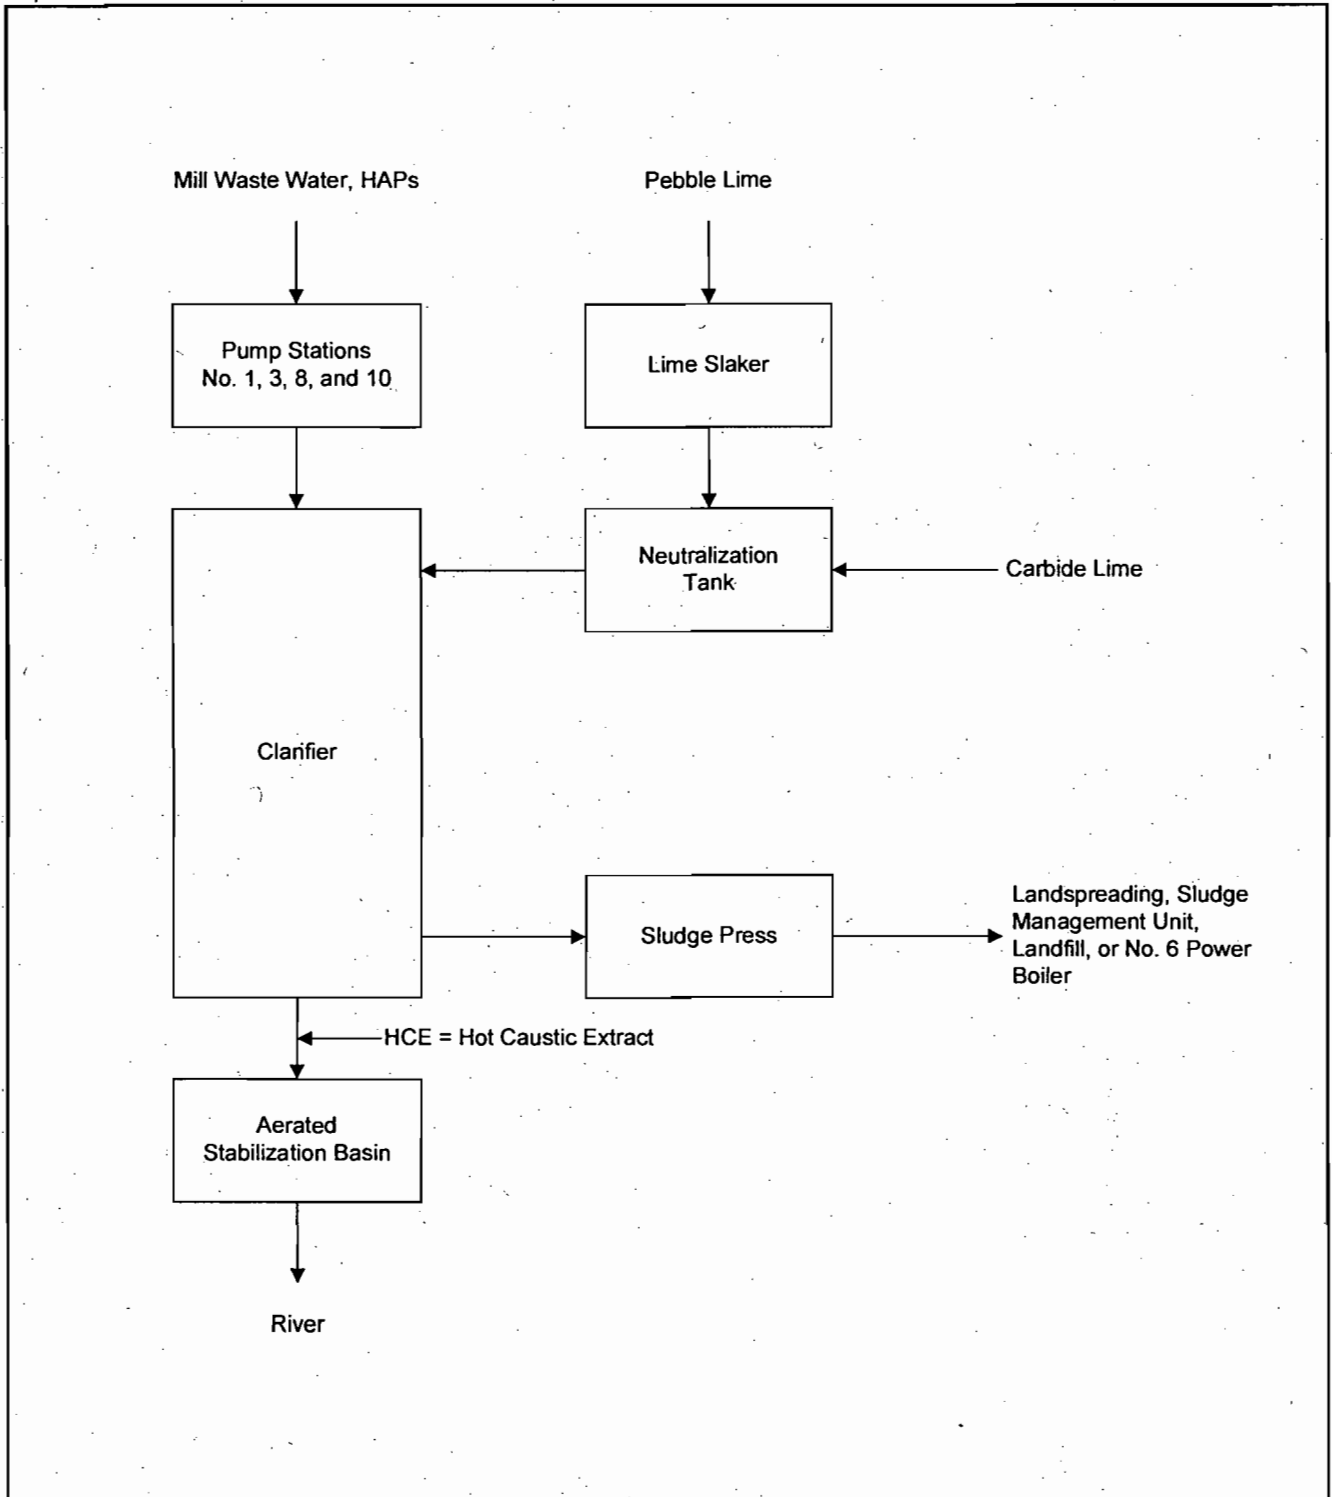 Mill Waste Water, HAPs
Pebble Lime
Pump Stations
No. 1, 3, 8, and 10
Lime Slaker
Neutralization
Tank
Carbide Lime
Clarifier
Sludge Press
Landspreading, Sludge
Management Unit,
Landfill, or No. 6 Power
Boiler
HCE = Hot Caustic Extract
Aerated
Stabilization Basin
River